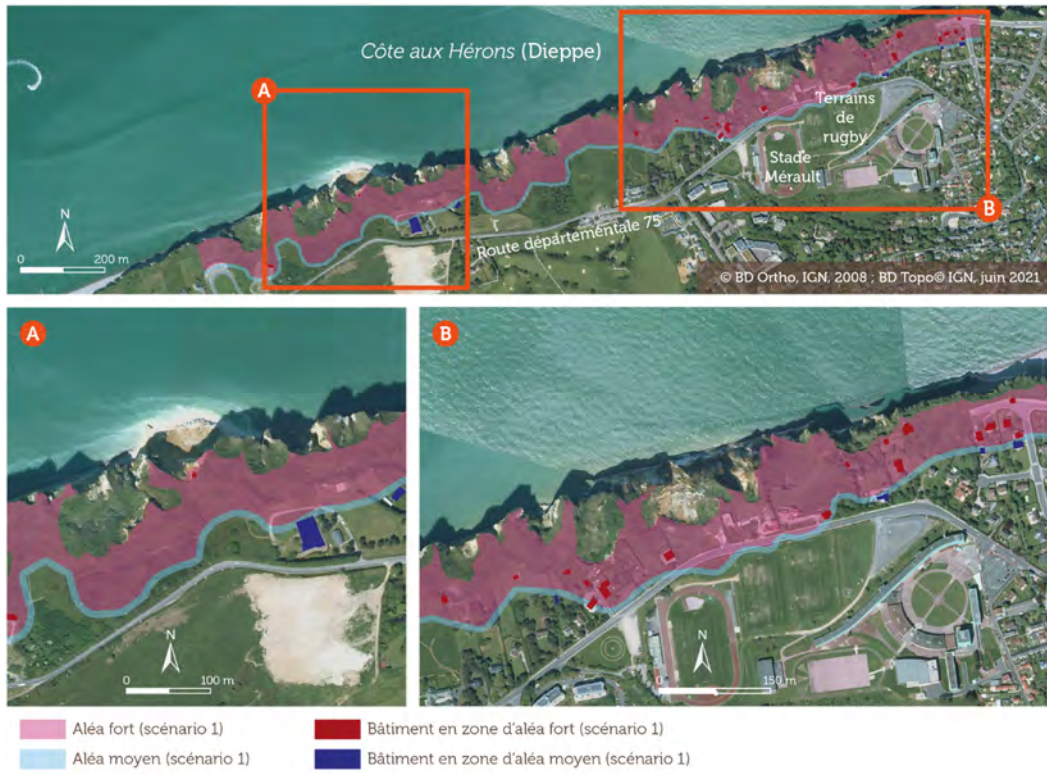 Côte aux Hérons (Dieppe)
A
Terrains
de
rugby
Stade
Mérault
B
N
Route départementale 75
0 200 m
© BD Ortho, IGN, 2008 ; BD Topo© IGN, juin 2021
A
B
N
0 100 m
N
0 150 m
Aléa fort (scénario 1)
Bâtiment en zone d'aléa fort (scénario 1)
Aléa moyen (scénario 1)
Bâtiment en zone d'aléa moyen (scénario 1)